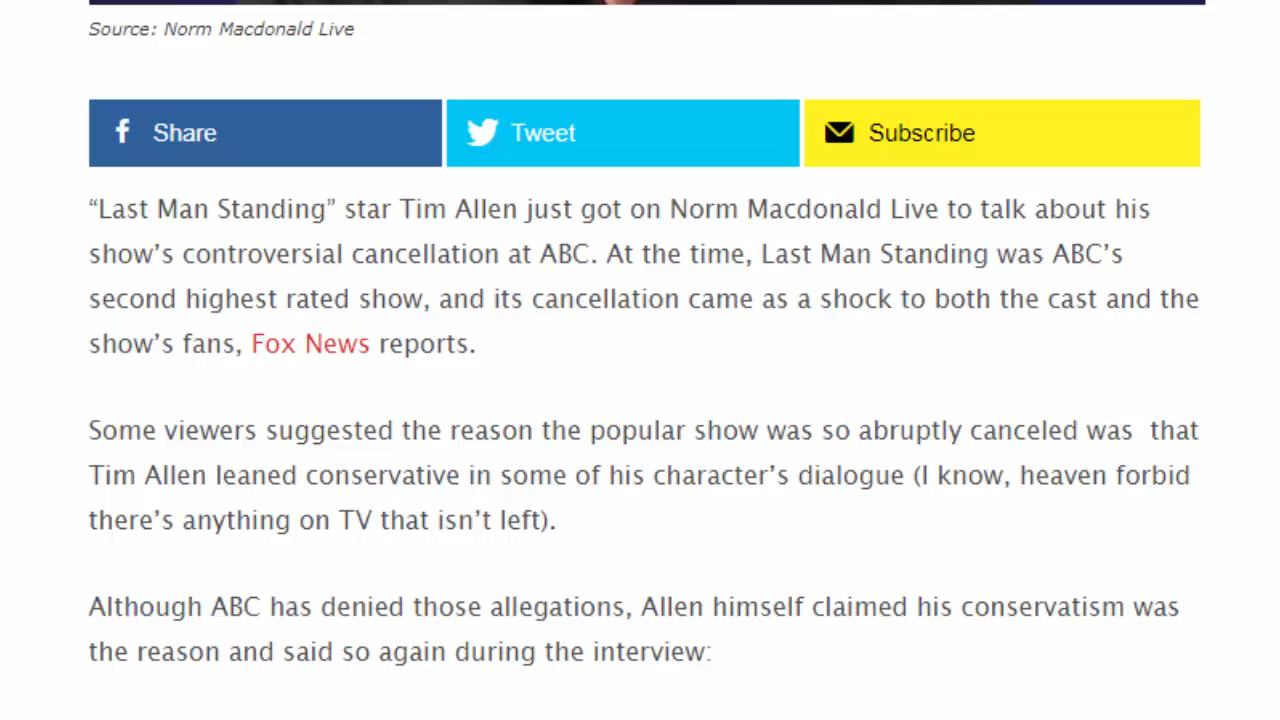 Source: Norm Macdonald Live
Share
Tweet
Subscribe
“Last Man Standing” star Tim Allen just got on Norm Macdonald Live to talk about his
show’s controversial cancellation at ABC. At the time, Last Man Standing was ABC’s
second highest rated show, and its cancellation came as a shock to both the cast and the
show’s fans, Fox News reports.
Some viewers suggested the reason the popular show was so abruptly canceled was  that
Tim Allen leaned conservative in some of his character’s dialogue (I know, heaven forbid
there’s anything on TV that isn’t left).
Although ABC has denied those allegations, Allen himself claimed his conservatism was
the reason and said so again during the interview: